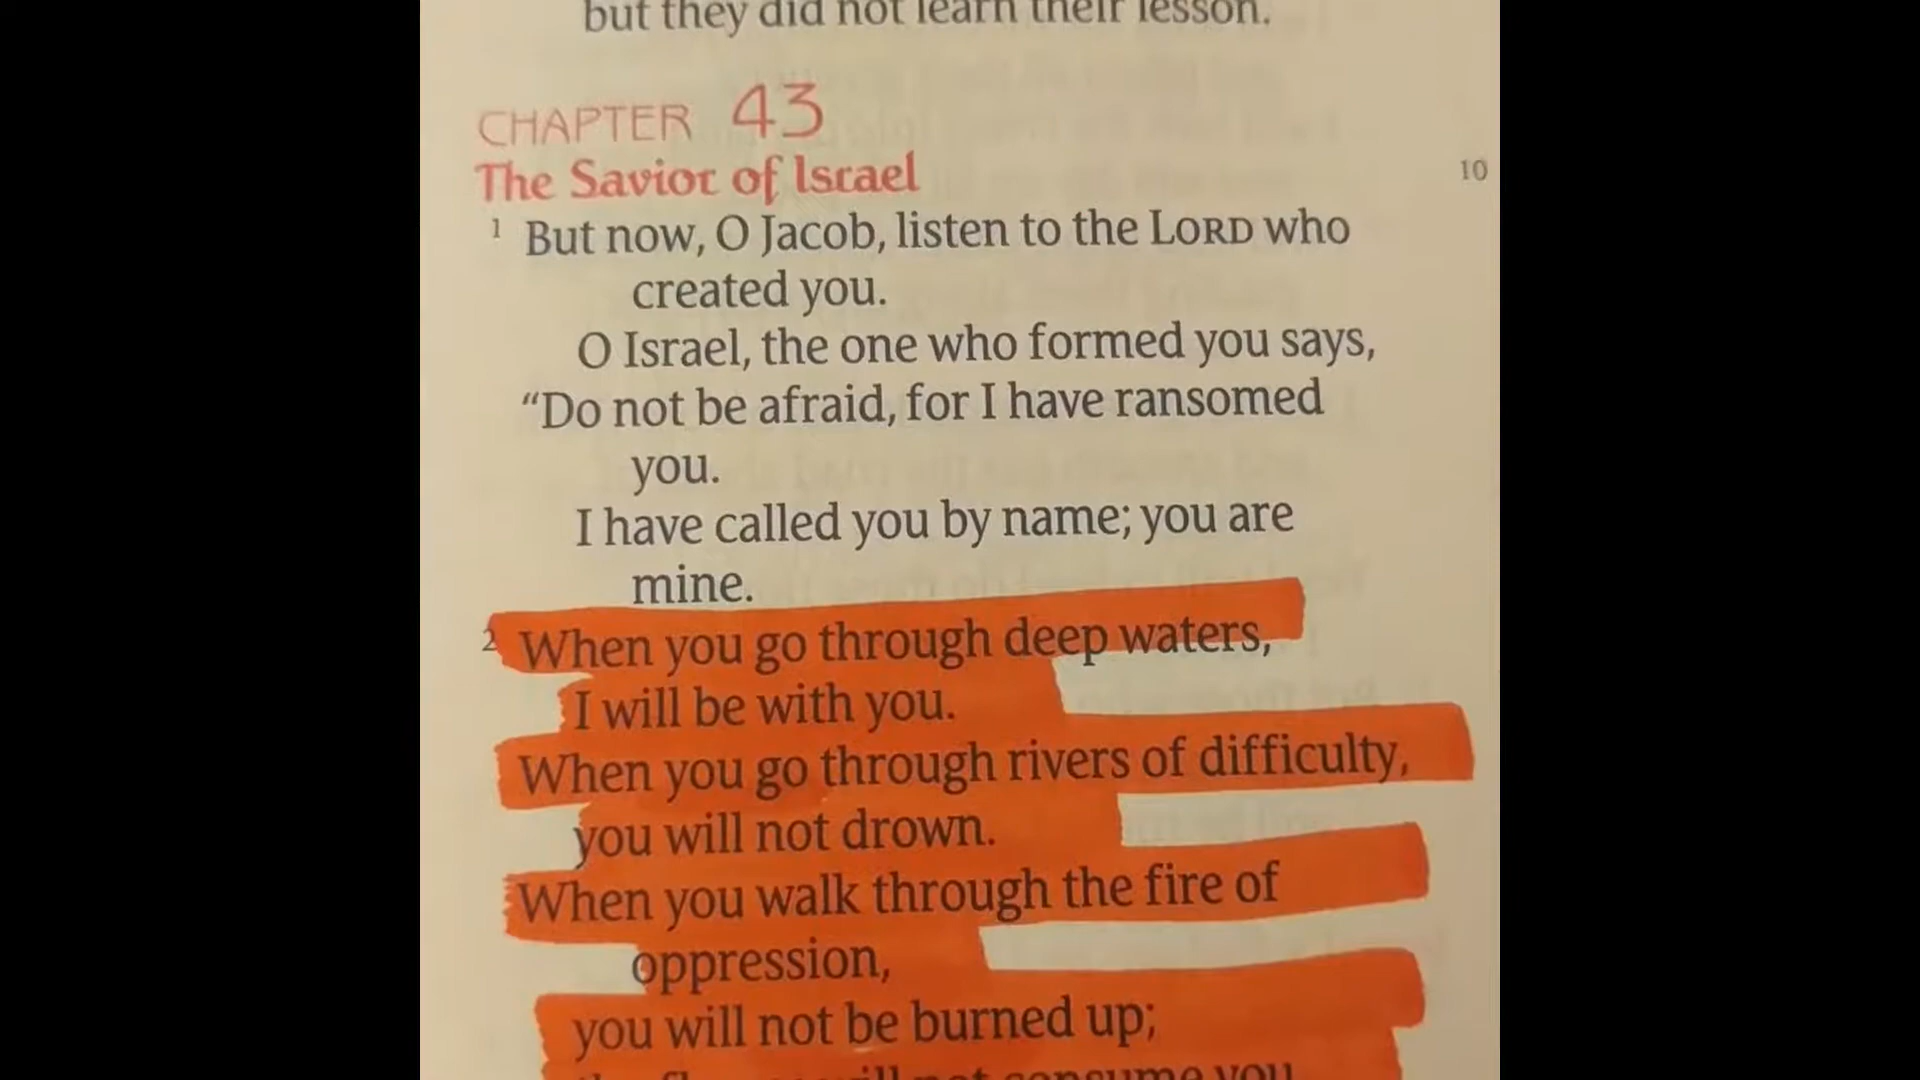 but they did not learn their lesson.
CHAPTER 43
The Savior of Israel
10
1 But now, O Jacob, listen to the LORD who
created you.
O Israel, the one who formed you says,
“Do not be afraid, for I have ransomed
you.
I have called you by name; you are
mine.
2 When you go through deep waters,
I will be with you.
When you go through rivers of difficulty,
you will not drown.
When you walk through the fire of
oppression,
you will not be burned up;
will not consume you